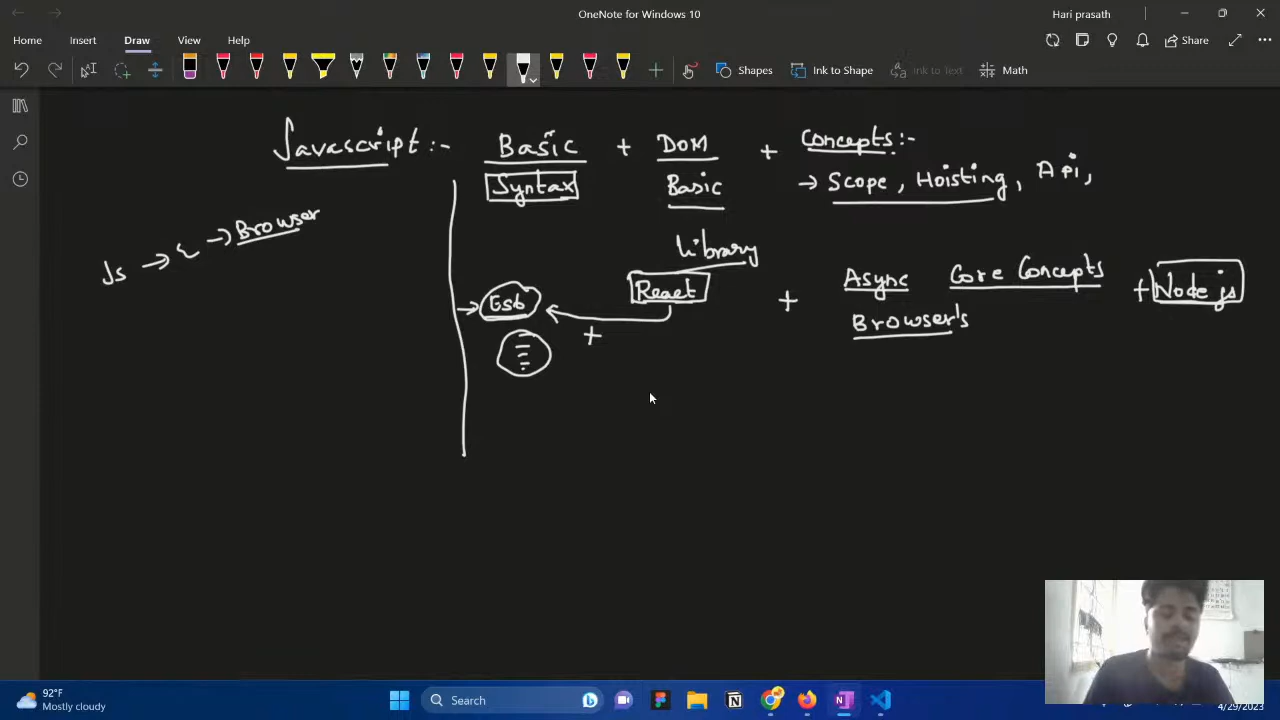 OneNote for Windows 10
Hari prasath
Home Insert Draw View Help
Share
Shapes Ink to Shape Ink to Text Math
Javascript :- Basic + DOM + Concepts:-
Syntax Basic → Scope, Hoisting, Api,
Js → { → Browser
library
→ Es6 React + Async Core Concepts + Node js
+ Browser's
92°F
Mostly cloudy
Search